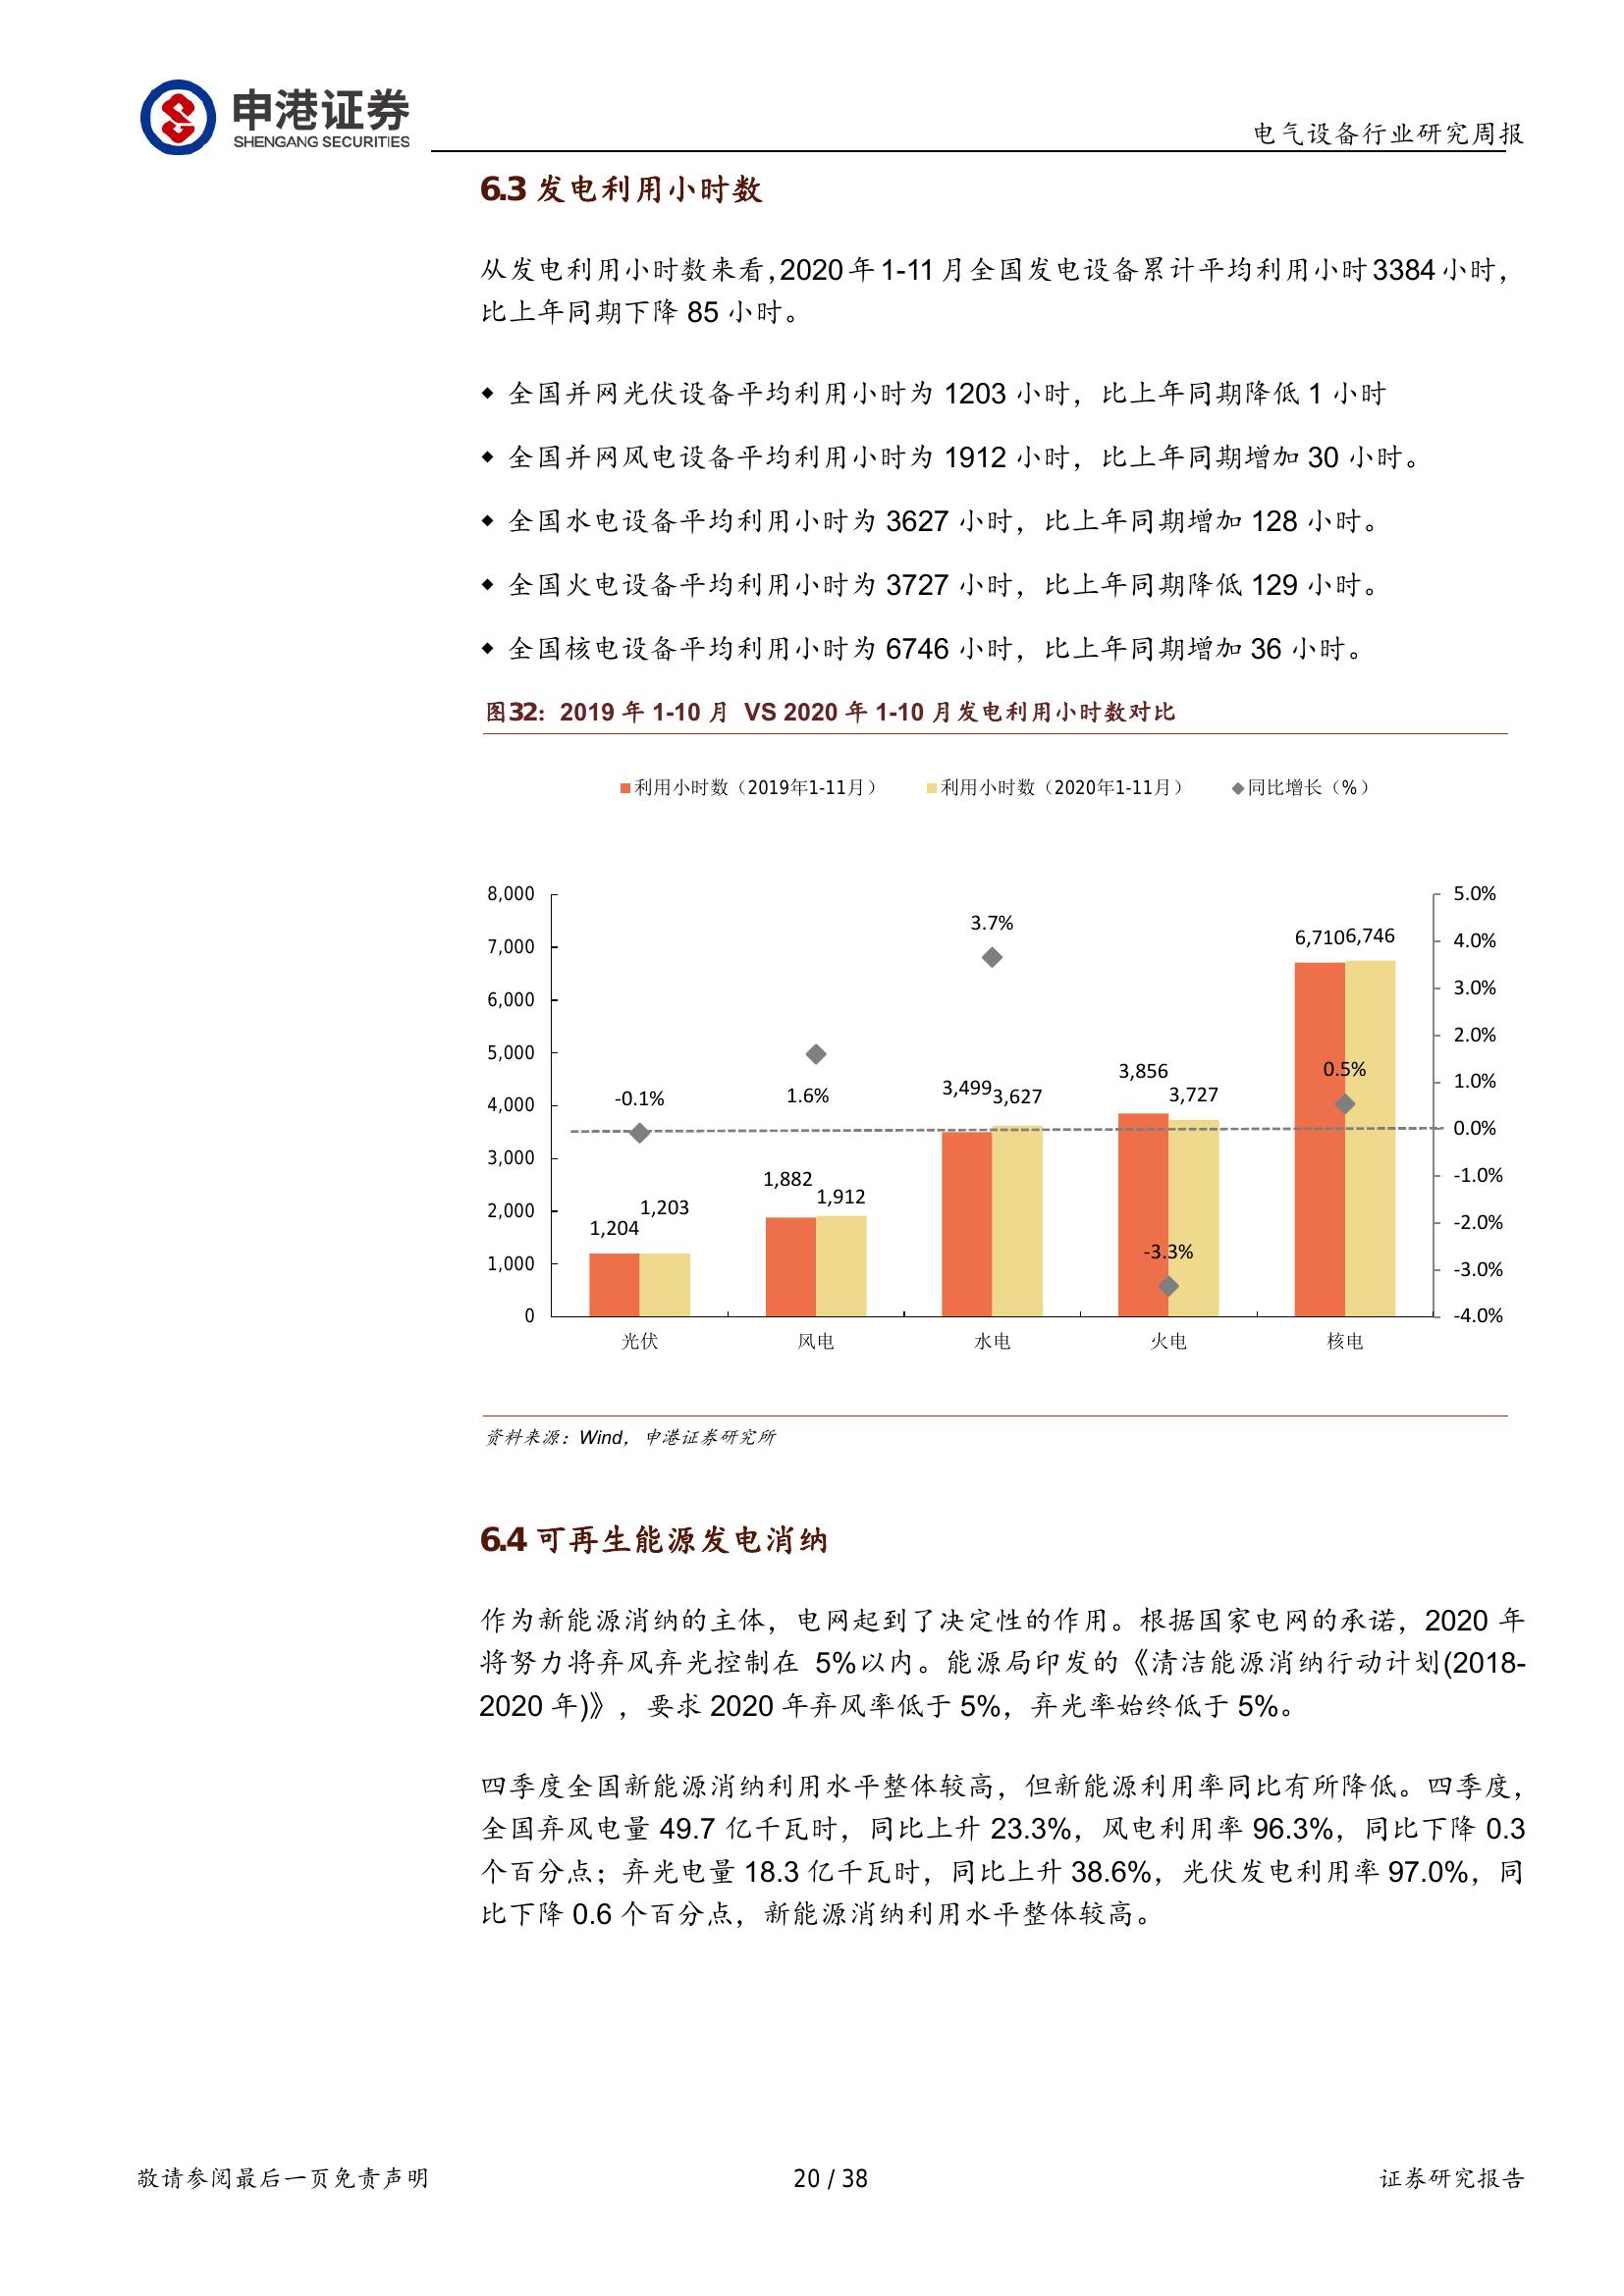 申港证券
SHENGANG SECURITIES
电气设备行业研究周报
6.3 发电利用小时数
从发电利用小时数来看，2020 年 1-11 月全国发电设备累计平均利用小时 3384 小时，
比上年同期下降 85 小时。
◆ 全国并网光伏设备平均利用小时为 1203 小时，比上年同期降低 1 小时
◆ 全国并网风电设备平均利用小时为 1912 小时，比上年同期增加 30 小时。
◆ 全国水电设备平均利用小时为 3627 小时，比上年同期增加 128 小时。
◆ 全国火电设备平均利用小时为 3727 小时，比上年同期降低 129 小时。
◆ 全国核电设备平均利用小时为 6746 小时，比上年同期增加 36 小时。
图32：2019 年 1-10 月 VS 2020 年 1-10 月发电利用小时数对比
利用小时数（2019年1-11月） 利用小时数（2020年1-11月） 同比增长（%）
8,000
7,000
6,000
5,000
4,000
3,000
2,000
1,000
0
5.0%
4.0%
3.0%
2.0%
1.0%
0.0%
-1.0%
-2.0%
-3.0%
-4.0%
-0.1%
1.6%
3.7%
-3.3%
0.5%
1,204
1,203
1,882
1,912
3,499
3,627
3,856
3,727
6,710
6,746
光伏 风电 水电 火电 核电
资料来源：Wind，申港证券研究所
6.4 可再生能源发电消纳
作为新能源消纳的主体，电网起到了决定性的作用。根据国家电网的承诺，2020 年
将努力将弃风弃光控制在 5%以内。能源局印发的《清洁能源消纳行动计划(2018-
2020 年)》，要求 2020 年弃风率低于 5%，弃光率始终低于 5%。
四季度全国新能源消纳利用水平整体较高，但新能源利用率同比有所降低。四季度，
全国弃风电量 49.7 亿千瓦时，同比上升 23.3%，风电利用率 96.3%，同比下降 0.3
个百分点；弃光电量 18.3 亿千瓦时，同比上升 38.6%，光伏发电利用率 97.0%，同
比下降 0.6 个百分点，新能源消纳利用水平整体较高。
敬请参阅最后一页免责声明
20 / 38
证券研究报告